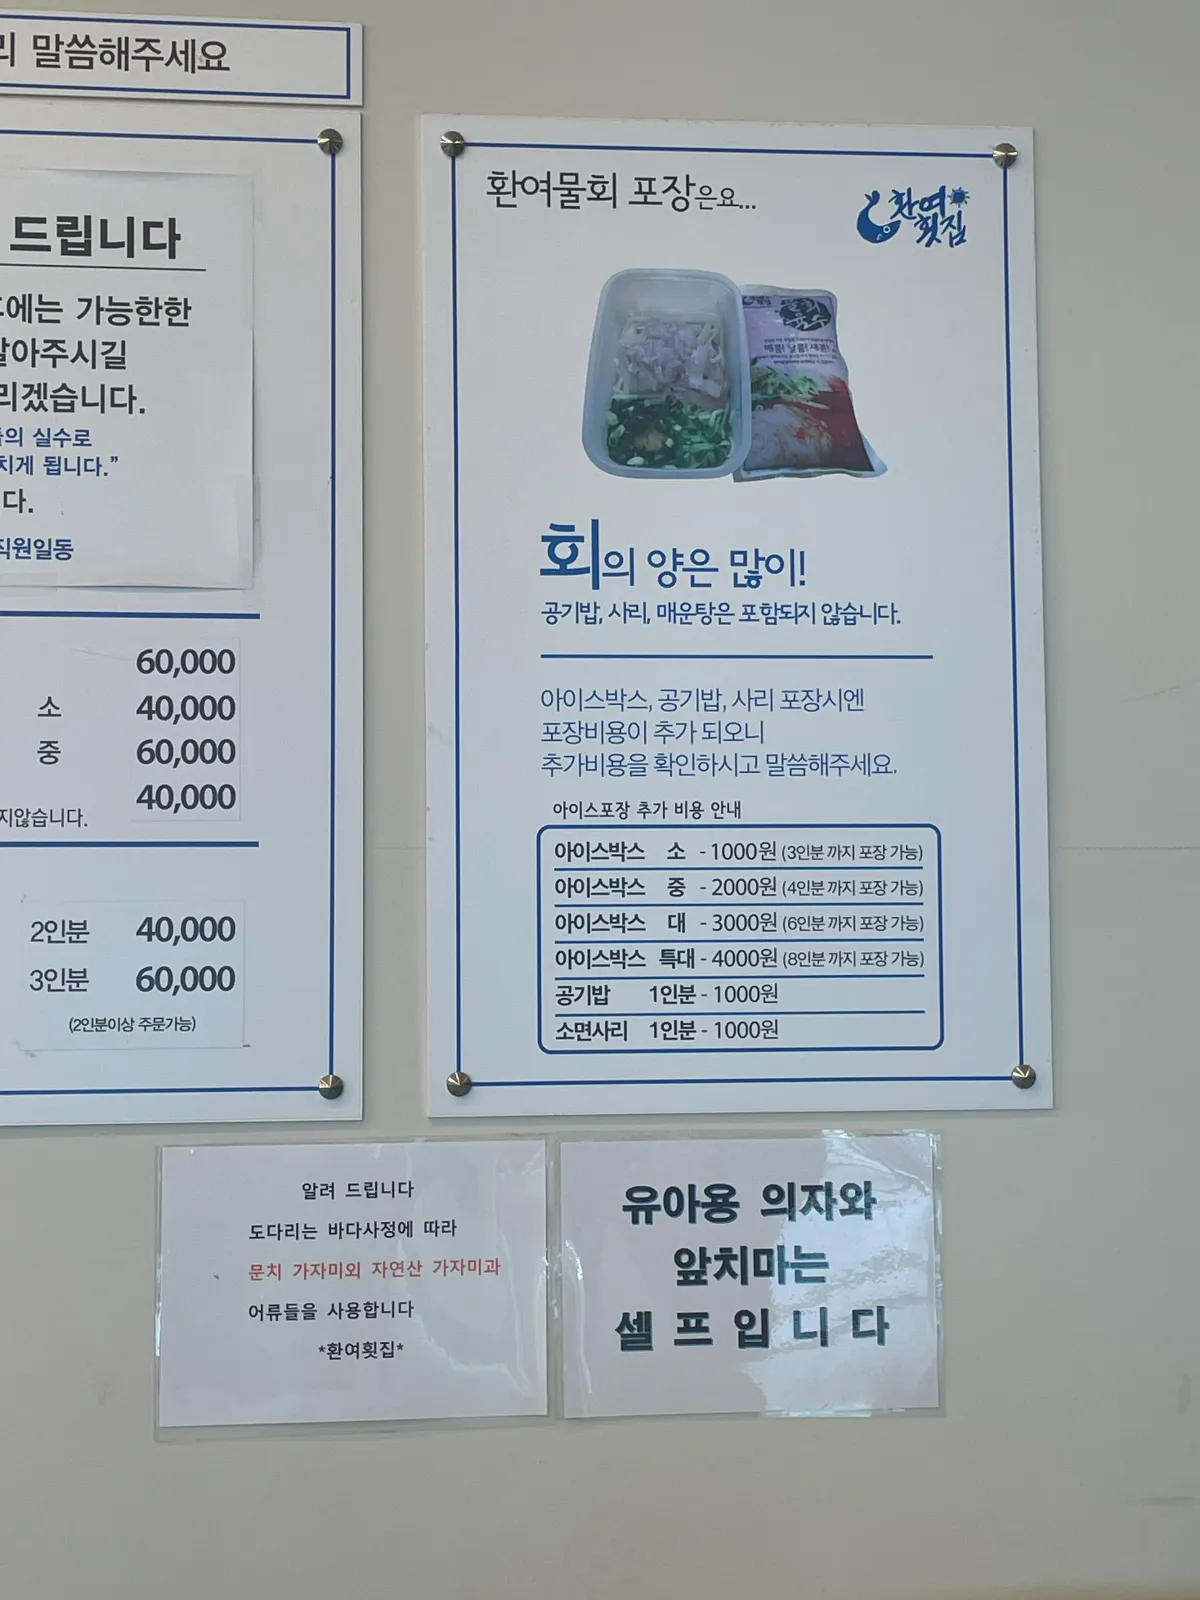 말씀해주세요
드립니다
에는 가능한한
아주시길
리겠습니다.
의 실수로
치게 됩니다.”
다.
직원일동
60,000
소 40,000
중 60,000
40,000
지않습니다.
2인분 40,000
3인분 60,000
(2인분이상 주문가능)
환여물회 포장은요...
환여
횟집
물회
육수
회의 양은 많이!
공기밥, 사리, 매운탕은 포함되지 않습니다.
아이스박스, 공기밥, 사리 포장시엔
포장비용이 추가 되오니
추가비용을 확인하시고 말씀해주세요.
아이스포장 추가 비용 안내
아이스박스 소 - 1000원 (3인분 까지 포장 가능)
아이스박스 중 - 2000원 (4인분 까지 포장 가능)
아이스박스 대 - 3000원 (6인분 까지 포장 가능)
아이스박스 특대 - 4000원 (8인분 까지 포장 가능)
공기밥 1인분 - 1000원
소면사리 1인분 - 1000원
알려 드립니다
도다리는 바다사정에 따라
문치 가자미외 자연산 가자미과
어류들을 사용합니다
*환여횟집*
유아용 의자와
앞치마는
셀 프 입 니 다